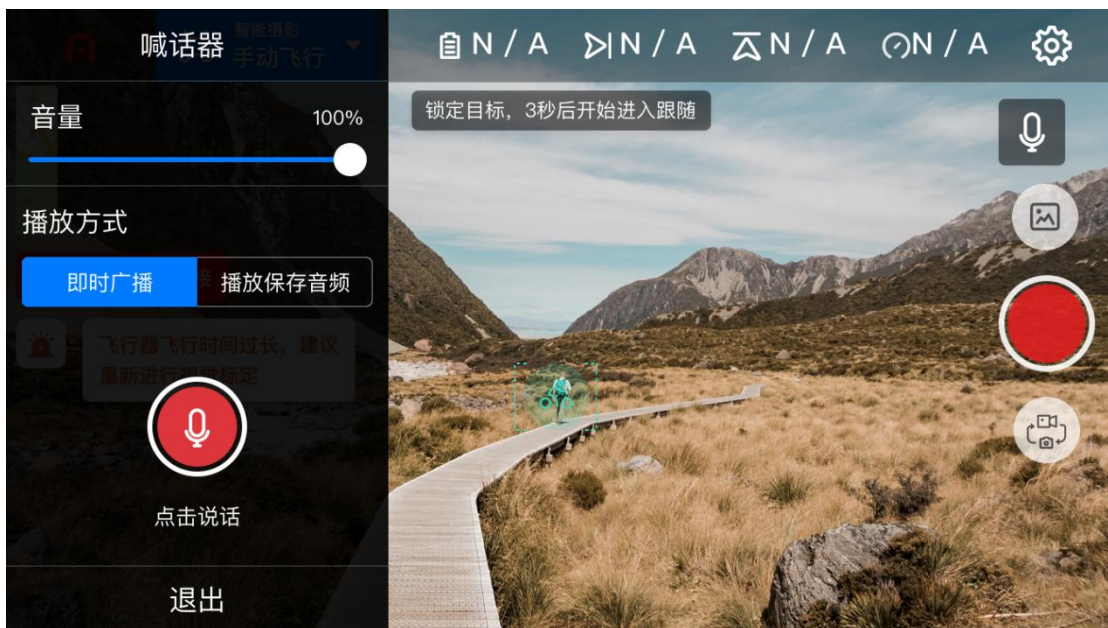 喊话器
智能摄影
手动飞行
N / A
N / A
N / A
N / A
音量
100%
锁定目标，3秒后开始进入跟随
播放方式
即时广播
播放保存音频
飞行器飞行时间过长，建议
重新进行视觉标定
点击说话
退出